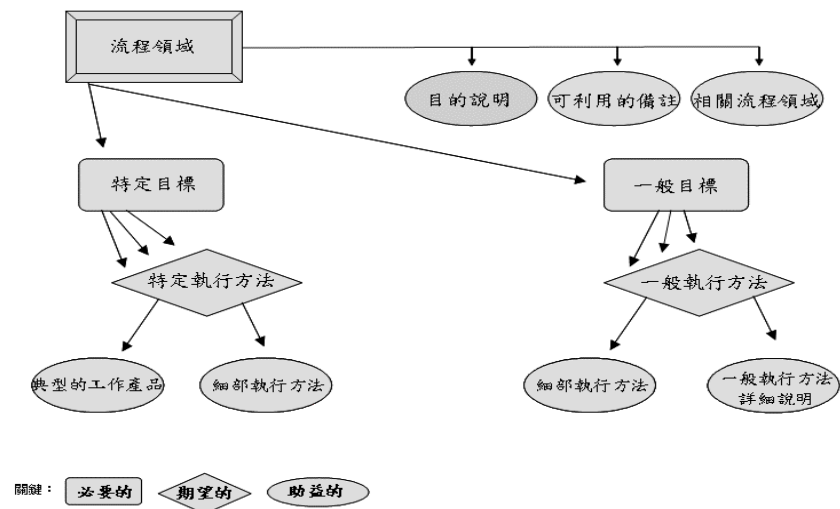 流程領域
目的說明
可利用的備註
相關流程領域
特定目標
一般目標
特定執行方法
一般執行方法
典型的工作產品
細部執行方法
細部執行方法
一般執行方法
詳細說明
關鍵：
必要的
期望的
助益的